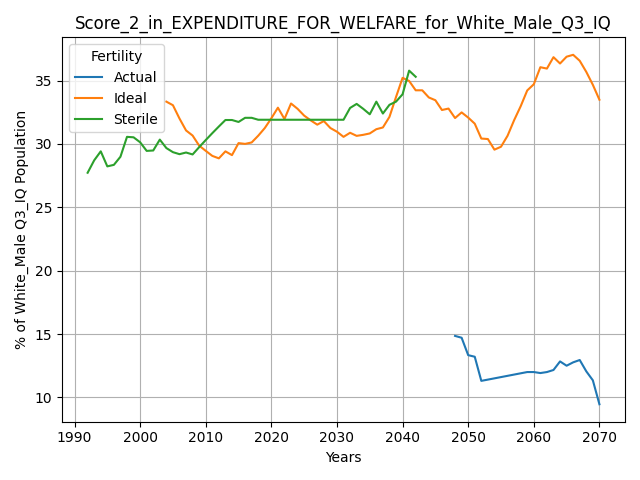 Score_2_in_EXPENDITURE_FOR_WELFARE_for_White_Male_Q3_IQ
Fertility
Actual
Ideal
Sterile
% of White_Male Q3_IQ Population
35
30
25
20
15
10
1990 2000 2010 2020 2030 2040 2050 2060 2070
Years